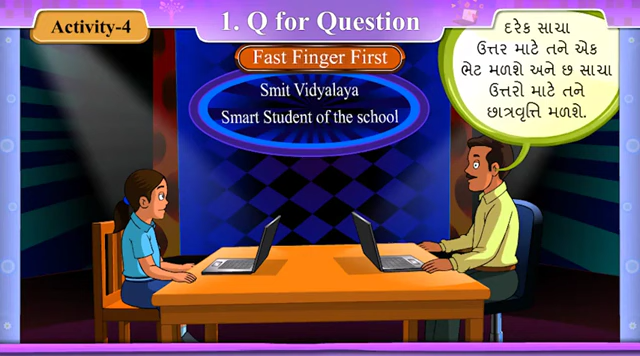 Activity-4
1. Q for Question
Fast Finger First
Smit Vidyalaya
Smart Student of the school
દરેક સાચા
ઉત્તર માટે તને એક
ભેટ મળશે અને છ સાચા
ઉત્તરો માટે તને
છાત્રવૃત્તિ મળશે.